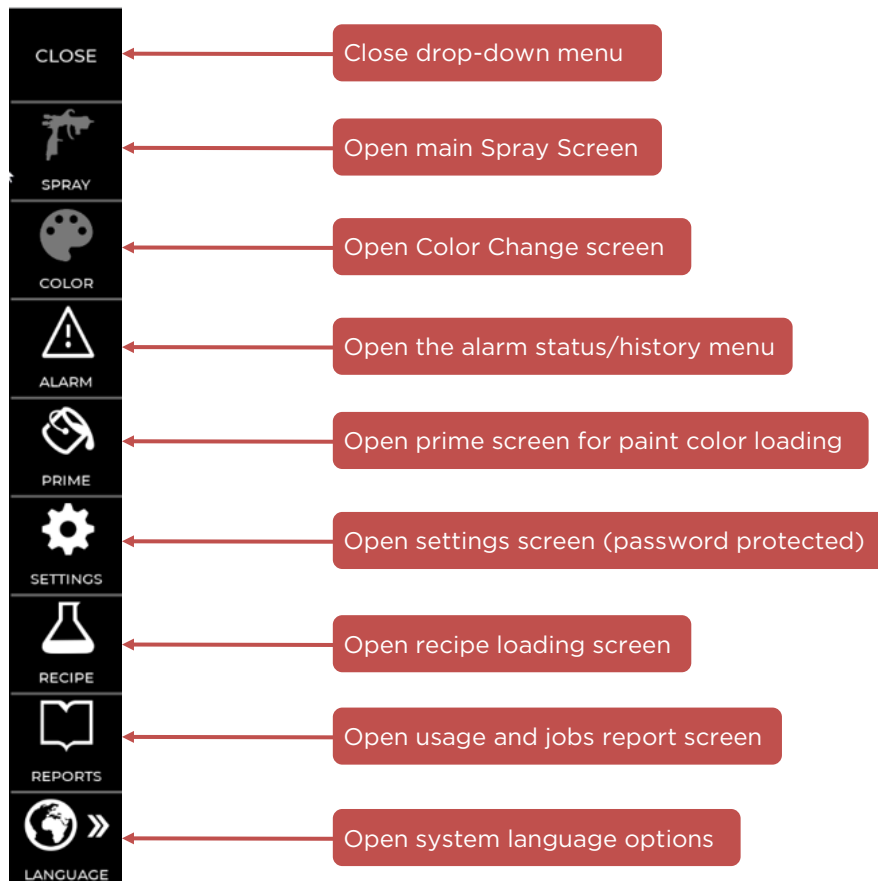 CLOSE
Close drop-down menu
SPRAY
Open main Spray Screen
COLOR
Open Color Change screen
ALARM
Open the alarm status/history menu
PRIME
Open prime screen for paint color loading
SETTINGS
Open settings screen (password protected)
RECIPE
Open recipe loading screen
REPORTS
Open usage and jobs report screen
LANGUAGE
Open system language options